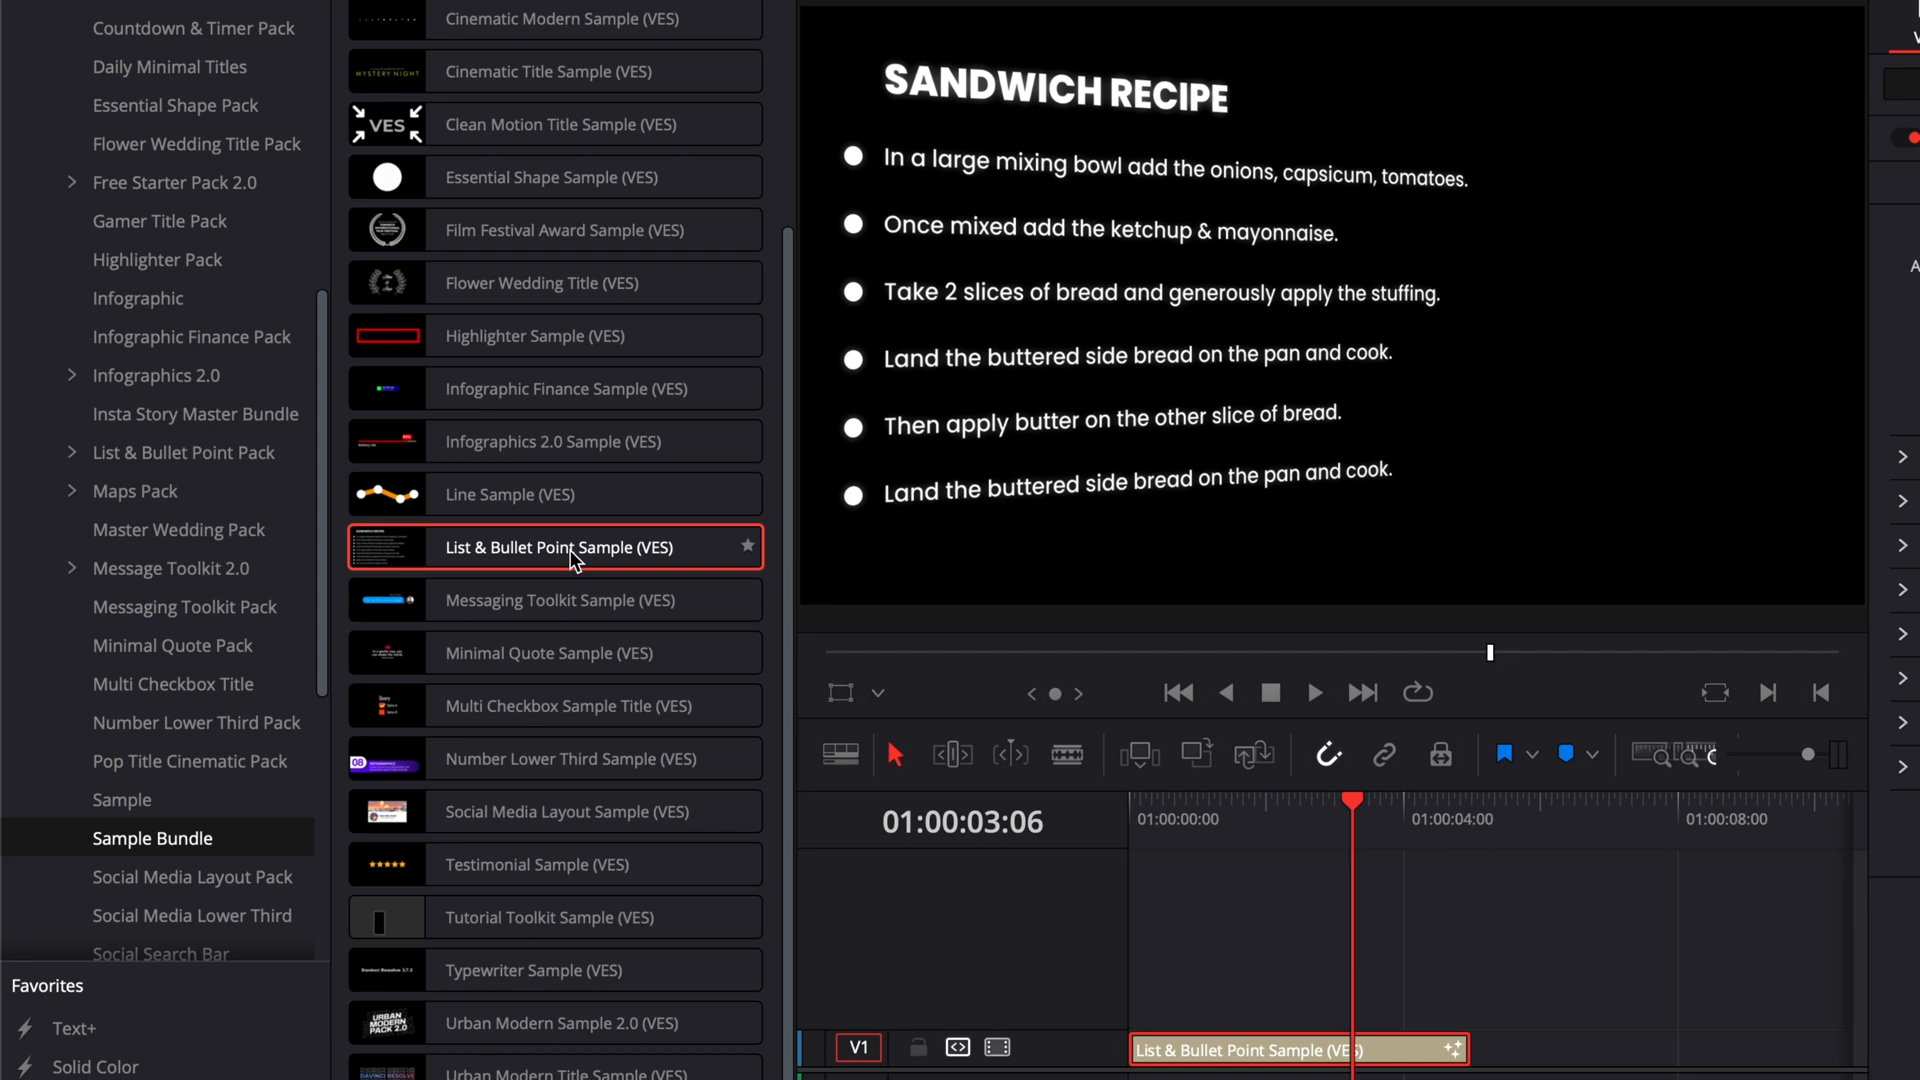 Countdown & Timer Pack
Daily Minimal Titles
Essential Shape Pack
Flower Wedding Title Pack
Free Starter Pack 2.0
Gamer Title Pack
Highlighter Pack
Infographic
Infographic Finance Pack
Infographics 2.0
Insta Story Master Bundle
List & Bullet Point Pack
Maps Pack
Master Wedding Pack
Message Toolkit 2.0
Messaging Toolkit Pack
Minimal Quote Pack
Multi Checkbox Title
Number Lower Third Pack
Pop Title Cinematic Pack
Sample
Sample Bundle
Social Media Layout Pack
Social Media Lower Third
Social Search Bar
Favorites
Text+
Solid Color
Cinematic Modern Sample (VES)
MYSTERY NIGHT
Cinematic Title Sample (VES)
VES
Clean Motion Title Sample (VES)
Essential Shape Sample (VES)
Film Festival Award Sample (VES)
Flower Wedding Title (VES)
Highlighter Sample (VES)
Infographic Finance Sample (VES)
Infographics 2.0 Sample (VES)
Line Sample (VES)
List & Bullet Point Sample (VES)
Messaging Toolkit Sample (VES)
Minimal Quote Sample (VES)
Multi Checkbox Sample Title (VES)
08
Number Lower Third Sample (VES)
Social Media Layout Sample (VES)
Testimonial Sample (VES)
Tutorial Toolkit Sample (VES)
Typewriter Sample (VES)
URBAN
MODERN
PACK 2.0
Urban Modern Sample 2.0 (VES)
DAVINCI RESOLVE
Urban Modern Title Sample (VES)
SANDWICH RECIPE
In a large mixing bowl add the onions, capsicum, tomatoes.
Once mixed add the ketchup & mayonnaise.
Take 2 slices of bread and generously apply the stuffing.
Land the buttered side bread on the pan and cook.
Then apply butter on the other slice of bread.
Land the buttered side bread on the pan and cook.
01:00:03:06
01:00:00:00
01:00:04:00
01:00:08:00
V1
List & Bullet Point Sample (VES)